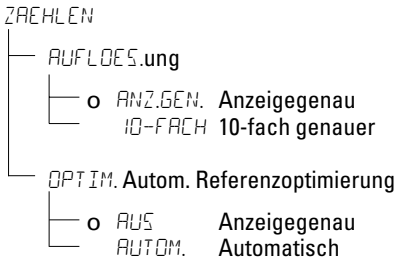 ZAEHLEN
AUFLOES.ung
o ANZ.GEN. Anzeigegenau
10-FACH 10-fach genauer
OPTIM. Autom. Referenzoptimierung
o AUS Anzeigegenau
AUTOM. Automatisch